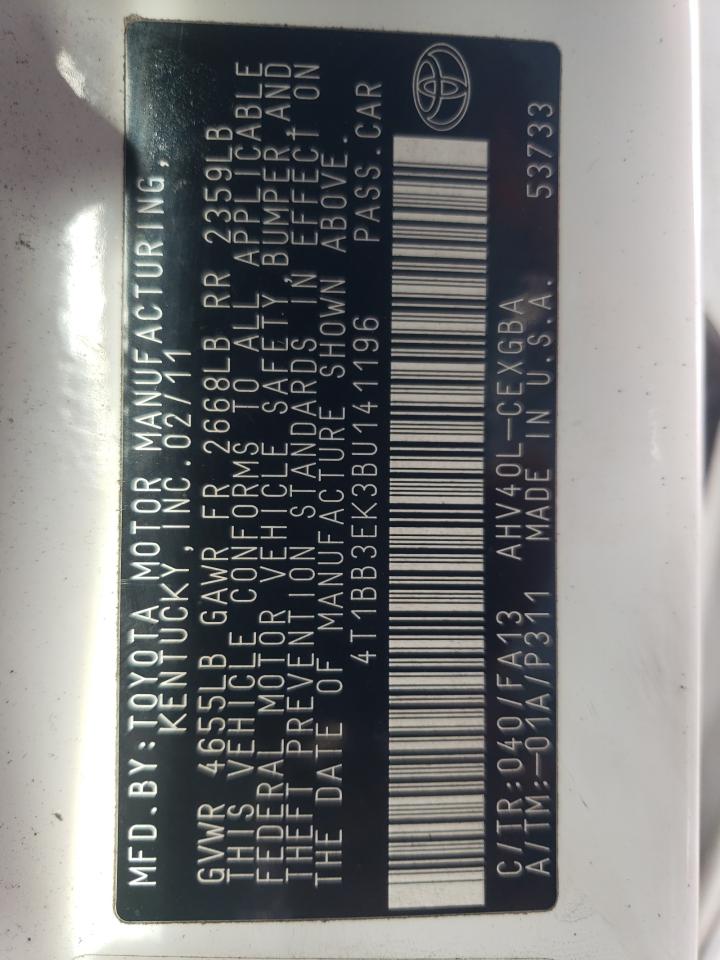 MFD.BY:TOYOTA MOTOR MANUFACTURING,
KENTUCKY,INC.02/11
GVWR 4655LB GAWR FR 2668LB RR 2359LB
THIS VEHICLE CONFORMS TO ALL APPLICABLE
FEDERAL MOTOR VEHICLE SAFETY, BUMPER, AND
THEFT PREVENTION STANDARDS IN EFFECT ON
THE DATE OF MANUFACTURE SHOWN ABOVE.
4T1BB3EK3BU141196 PASS.CAR
C/TR:040/FA13 AHV40L-CEXGBA
A/TM:-01A/P311 MADE IN U.S.A. 53733